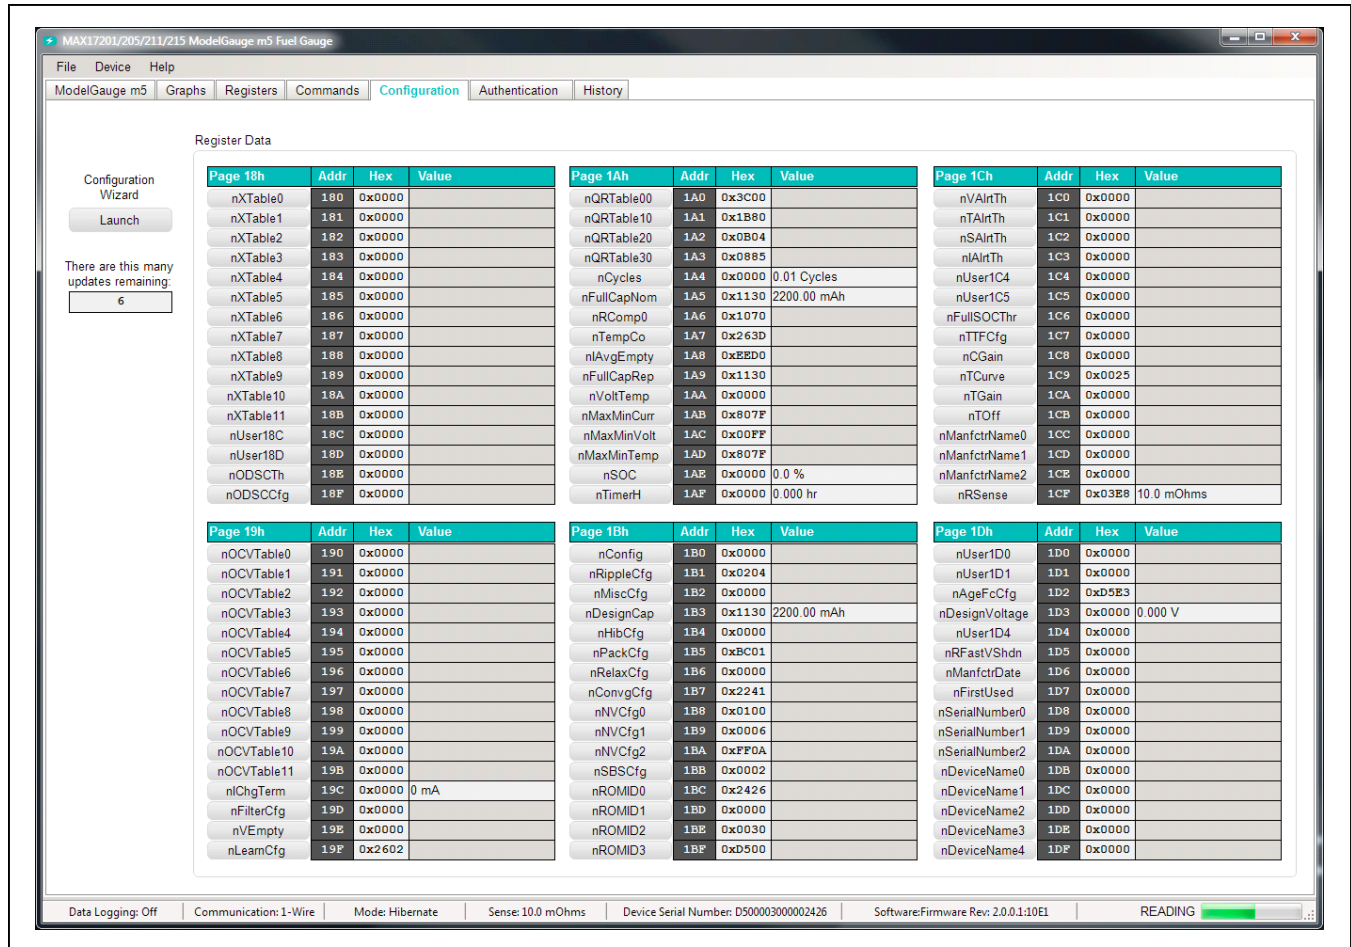 MAX17201/205/211/215 ModelGauge m5 Fuel Gauge
File Device Help
ModelGauge m5 Graphs Registers Commands Configuration Authentication History
Register Data
Configuration
Wizard
Launch
There are this many
updates remaining:
6
Page 18h Addr Hex Value
nXTable0 180 0x0000
nXTable1 181 0x0000
nXTable2 182 0x0000
nXTable3 183 0x0000
nXTable4 184 0x0000
nXTable5 185 0x0000
nXTable6 186 0x0000
nXTable7 187 0x0000
nXTable8 188 0x0000
nXTable9 189 0x0000
nXTable10 18A 0x0000
nXTable11 18B 0x0000
nUser18C 18C 0x0000
nUser18D 18D 0x0000
nODSCTh 18E 0x0000
nODSCCfg 18F 0x0000
Page 1Ah Addr Hex Value
nQRTable00 1A0 0x3C00
nQRTable10 1A1 0x1B80
nQRTable20 1A2 0x0B04
nQRTable30 1A3 0x0885
nCycles 1A4 0x0000 0.01 Cycles
nFullCapNom 1A5 0x1130 2200.00 mAh
nRComp0 1A6 0x1070
nTempCo 1A7 0x263D
nIAvgEmpty 1A8 0xEED0
nFullCapRep 1A9 0x1130
nVoltTemp 1AA 0x0000
nMaxMinCurr 1AB 0x807F
nMaxMinVolt 1AC 0x00FF
nMaxMinTemp 1AD 0x807F
nSOC 1AE 0x0000 0.0 %
nTimerH 1AF 0x0000 0.000 hr
Page 1Ch Addr Hex Value
nVAlrtTh 1C0 0x0000
nTAlrtTh 1C1 0x0000
nSAlrtTh 1C2 0x0000
nIAlrtTh 1C3 0x0000
nUser1C4 1C4 0x0000
nUser1C5 1C5 0x0000
nFullSOCThr 1C6 0x0000
nTTFCfg 1C7 0x0000
nCGain 1C8 0x0000
nTCurve 1C9 0x0025
nTGain 1CA 0x0000
nTOff 1CB 0x0000
nManfctrName0 1CC 0x0000
nManfctrName1 1CD 0x0000
nManfctrName2 1CE 0x0000
nRSense 1CF 0x03E8 10.0 mOhms
Page 19h Addr Hex Value
nOCVTable0 190 0x0000
nOCVTable1 191 0x0000
nOCVTable2 192 0x0000
nOCVTable3 193 0x0000
nOCVTable4 194 0x0000
nOCVTable5 195 0x0000
nOCVTable6 196 0x0000
nOCVTable7 197 0x0000
nOCVTable8 198 0x0000
nOCVTable9 199 0x0000
nOCVTable10 19A 0x0000
nOCVTable11 19B 0x0000
nIChgTerm 19C 0x0000 0 mA
nFilterCfg 19D 0x0000
nVEmpty 19E 0x0000
nLearnCfg 19F 0x2602
Page 1Bh Addr Hex Value
nConfig 1B0 0x0000
nRippleCfg 1B1 0x0204
nMiscCfg 1B2 0x0000
nDesignCap 1B3 0x1130 2200.00 mAh
nHibCfg 1B4 0x0000
nPackCfg 1B5 0xBC01
nRelaxCfg 1B6 0x0000
nConvgCfg 1B7 0x2241
nNVCfg0 1B8 0x0100
nNVCfg1 1B9 0x0006
nNVCfg2 1BA 0xFF0A
nSBSCfg 1BB 0x0002
nROMID0 1BC 0x2426
nROMID1 1BD 0x0000
nROMID2 1BE 0x0030
nROMID3 1BF 0xD500
Page 1Dh Addr Hex Value
nUser1D0 1D0 0x0000
nUser1D1 1D1 0x0000
nAgeFcCfg 1D2 0xD5E3
nDesignVoltage 1D3 0x0000 0.000 V
nUser1D4 1D4 0x0000
nRFastVShdn 1D5 0x0000
nManfctrDate 1D6 0x0000
nFirstUsed 1D7 0x0000
nSerialNumber0 1D8 0x0000
nSerialNumber1 1D9 0x0000
nSerialNumber2 1DA 0x0000
nDeviceName0 1DB 0x0000
nDeviceName1 1DC 0x0000
nDeviceName2 1DD 0x0000
nDeviceName3 1DE 0x0000
nDeviceName4 1DF 0x0000
Data Logging: Off Communication: 1-Wire Mode: Hibernate Sense: 10.0 mOhms Device Serial Number: D500003000002426 Software:Firmware Rev: 2.0.0.1:10E1 READING